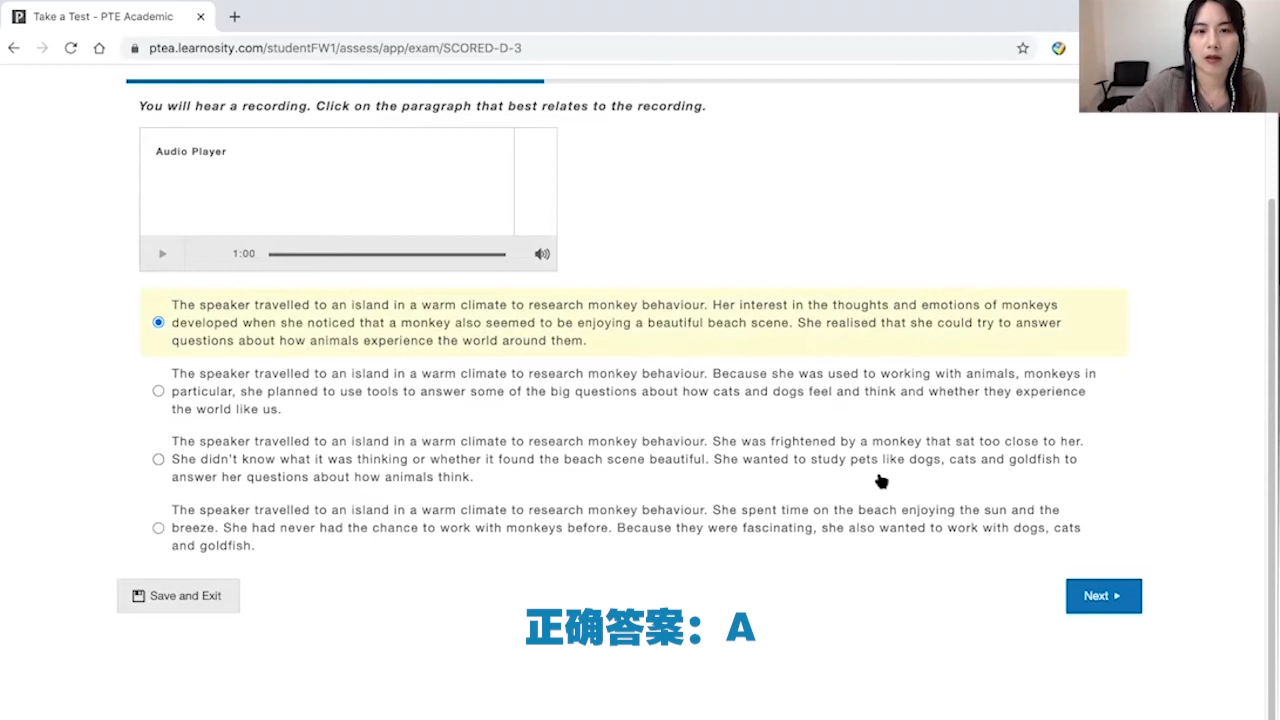 Take a Test - PTE Academic
ptea.learnosity.com/studentFW1/assess/app/exam/SCORED-D-3
You will hear a recording. Click on the paragraph that best relates to the recording.
Audio Player
1:00
The speaker travelled to an island in a warm climate to research monkey behaviour. Her interest in the thoughts and emotions of monkeys
developed when she noticed that a monkey also seemed to be enjoying a beautiful beach scene. She realised that she could try to answer
questions about how animals experience the world around them.
The speaker travelled to an island in a warm climate to research monkey behaviour. Because she was used to working with animals, monkeys in
particular, she planned to use tools to answer some of the big questions about how cats and dogs feel and think and whether they experience
the world like us.
The speaker travelled to an island in a warm climate to research monkey behaviour. She was frightened by a monkey that sat too close to her.
She didn't know what it was thinking or whether it found the beach scene beautiful. She wanted to study pets like dogs, cats and goldfish to
answer her questions about how animals think.
The speaker travelled to an island in a warm climate to research monkey behaviour. She spent time on the beach enjoying the sun and the
breeze. She had never had the chance to work with monkeys before. Because they were fascinating, she also wanted to work with dogs, cats
and goldfish.
Save and Exit
Next
正确答案：A